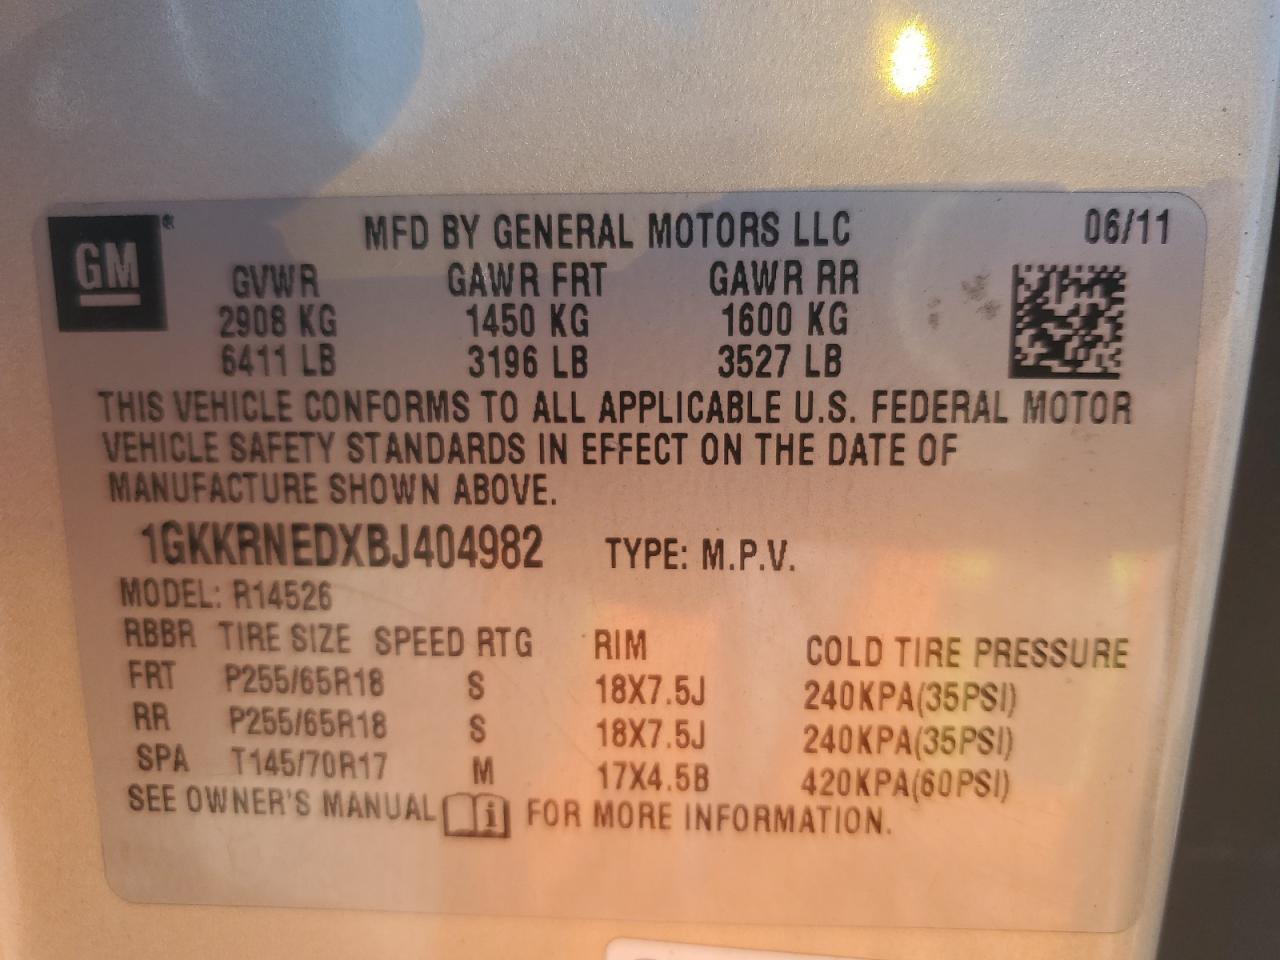 GM ®
MFD BY GENERAL MOTORS LLC 06/11
GVWR GAWR FRT GAWR RR
2908 KG 1450 KG 1600 KG
6411 LB 3196 LB 3527 LB
THIS VEHICLE CONFORMS TO ALL APPLICABLE U.S. FEDERAL MOTOR
VEHICLE SAFETY STANDARDS IN EFFECT ON THE DATE OF
MANUFACTURE SHOWN ABOVE.
1GKKRNEDXBJ404982 TYPE: M.P.V.
MODEL: R14526
RBBR TIRE SIZE SPEED RTG RIM COLD TIRE PRESSURE
FRT P255/65R18 S 18X7.5J 240KPA(35PSI)
RR P255/65R18 S 18X7.5J 240KPA(35PSI)
SPA T145/70R17 M 17X4.5B 420KPA(60PSI)
SEE OWNER'S MANUAL i FOR MORE INFORMATION.